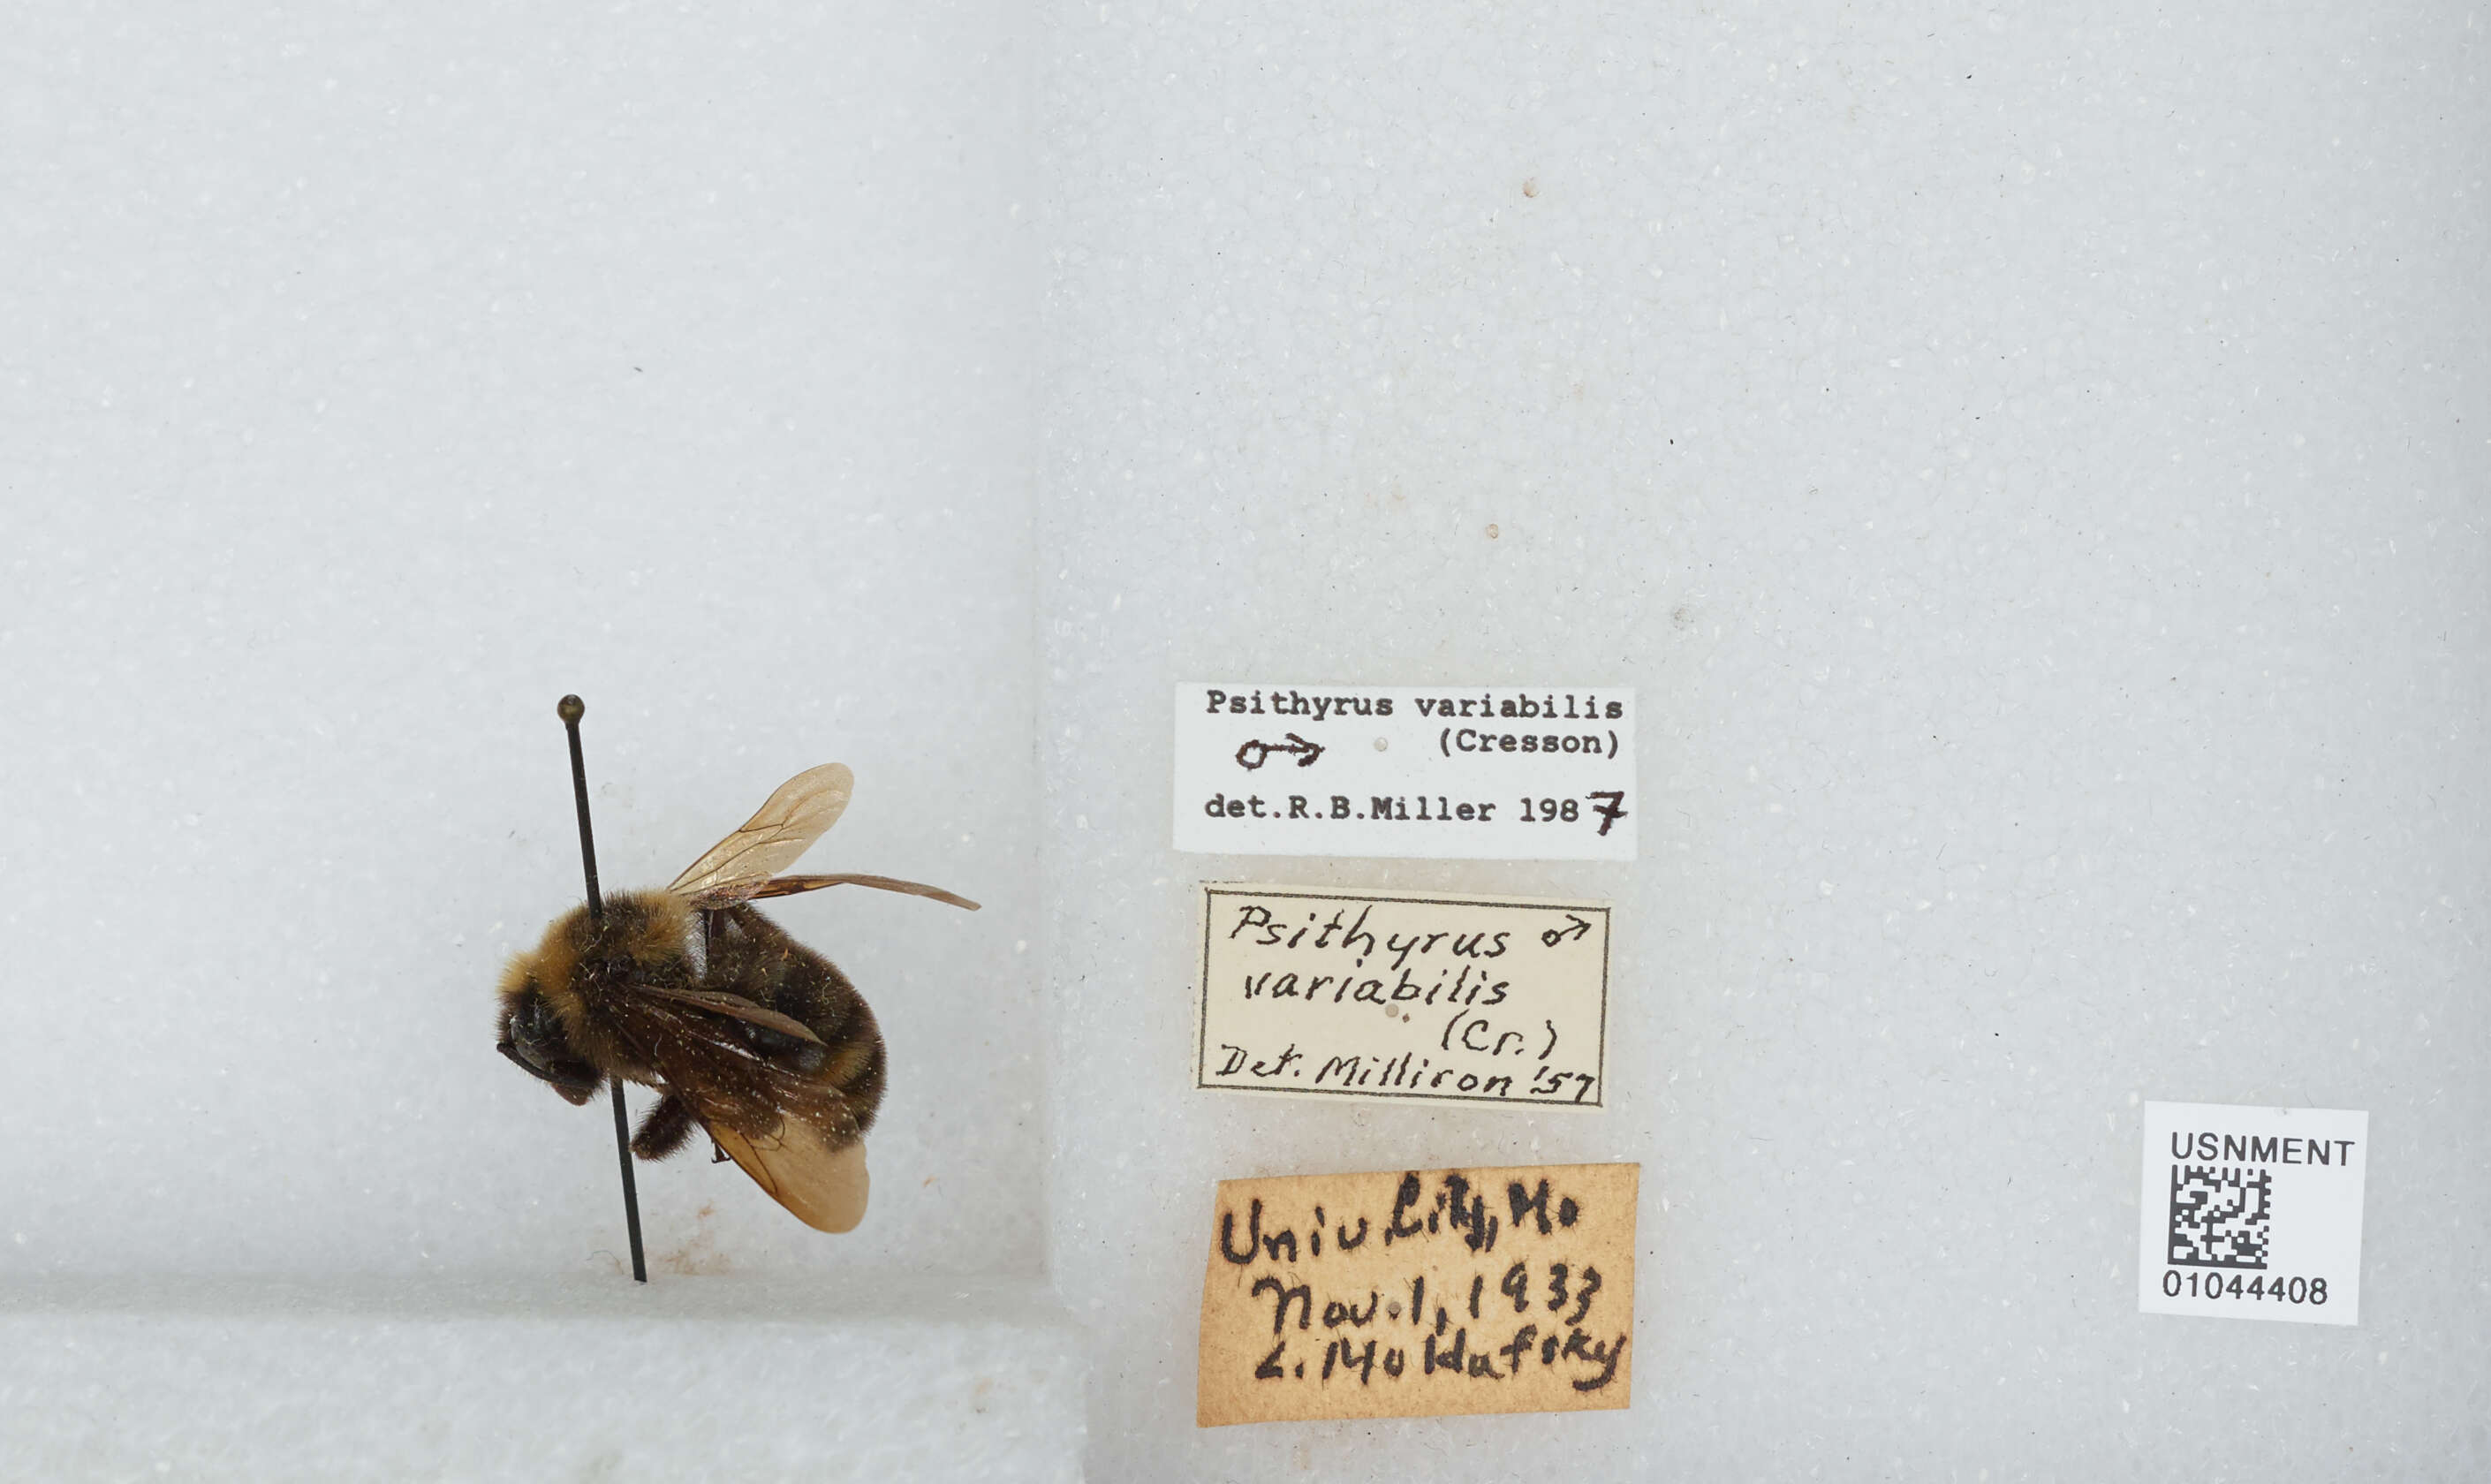 Psithyrus variabilis
♂ (Cresson)
det.R.B.Miller 1987
Psithyrus ♂
variabilis
(Cr.)
Det. Milliron '57
Univ. City, Mo
Nov. 1, 1933
L. Moldafsky
USNMENT
01044408